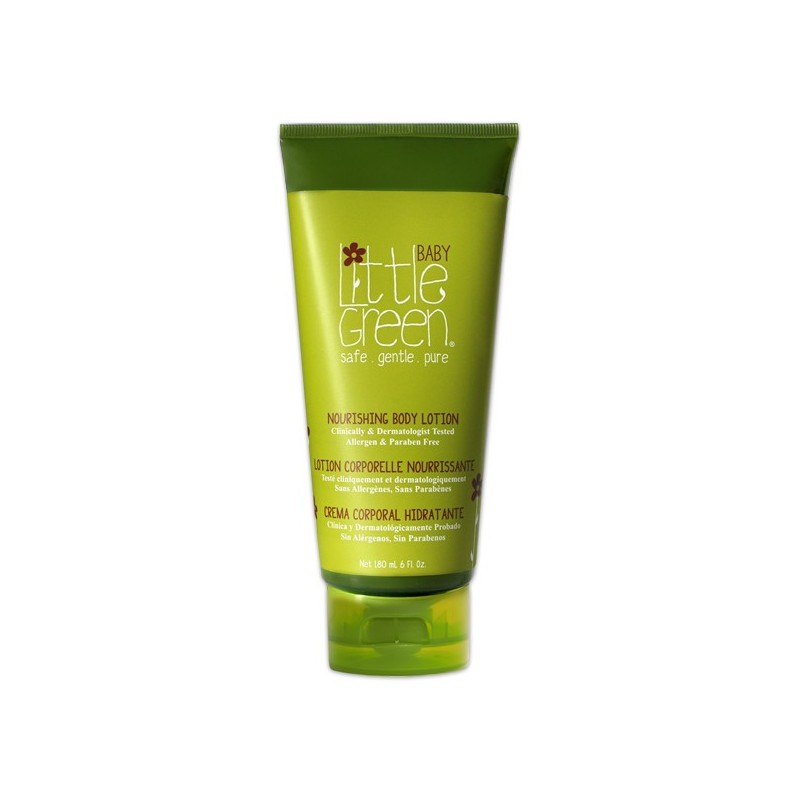 BABY
Little
Green®
safe . gentle . pure
NOURISHING BODY LOTION
Clinically & Dermatologist Tested
Allergen & Paraben Free
LOTION CORPORELLE NOURRISSANTE
Testé cliniquement et dermatologiquement
Sans Allergènes, Sans Parabènes
CREMA CORPORAL HIDRATANTE
Clínica y Dermatológicamente Probado
Sin Alérgenos, Sin Parabenos
Net 180 mL 6 Fl. Oz.